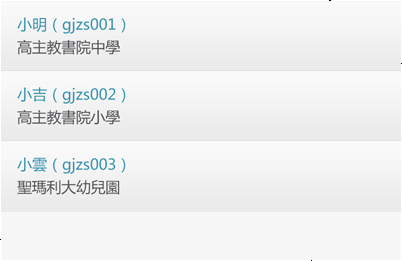 小明（gjzs001）
高主教書院中學
小吉（gjzs002）
高主教書院小學
小雲（gjzs003）
聖瑪利大幼兒園